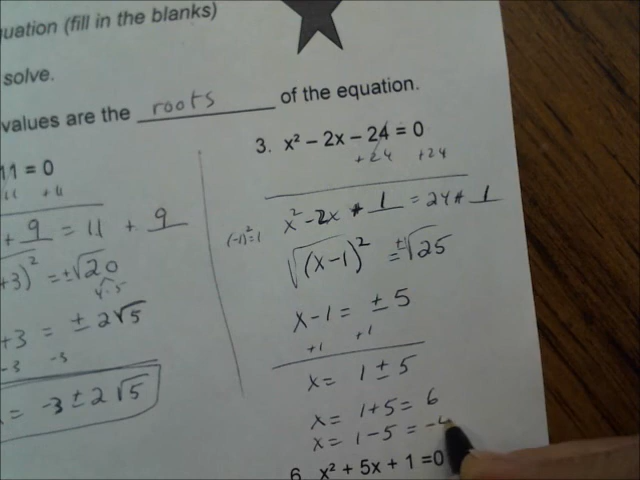 uation (fill in the blanks)
solve.
values are the roots of the equation.
11 = 0
11 +11
+ 9 = 11 + 9
+3)² = ±√20
+3 = ± 2√5
-3 -3
= -3 ± 2√5
3. x² – 2x – 24 = 0
+24 +24
x² - 2x + 1 = 24 + 1
(-1)² = 1
√(x-1)² = ±√25
x - 1 = ± 5
+1 +1
x = 1 ± 5
x = 1 + 5 = 6
x = 1 - 5 = -4
6. x² + 5x + 1 = 0